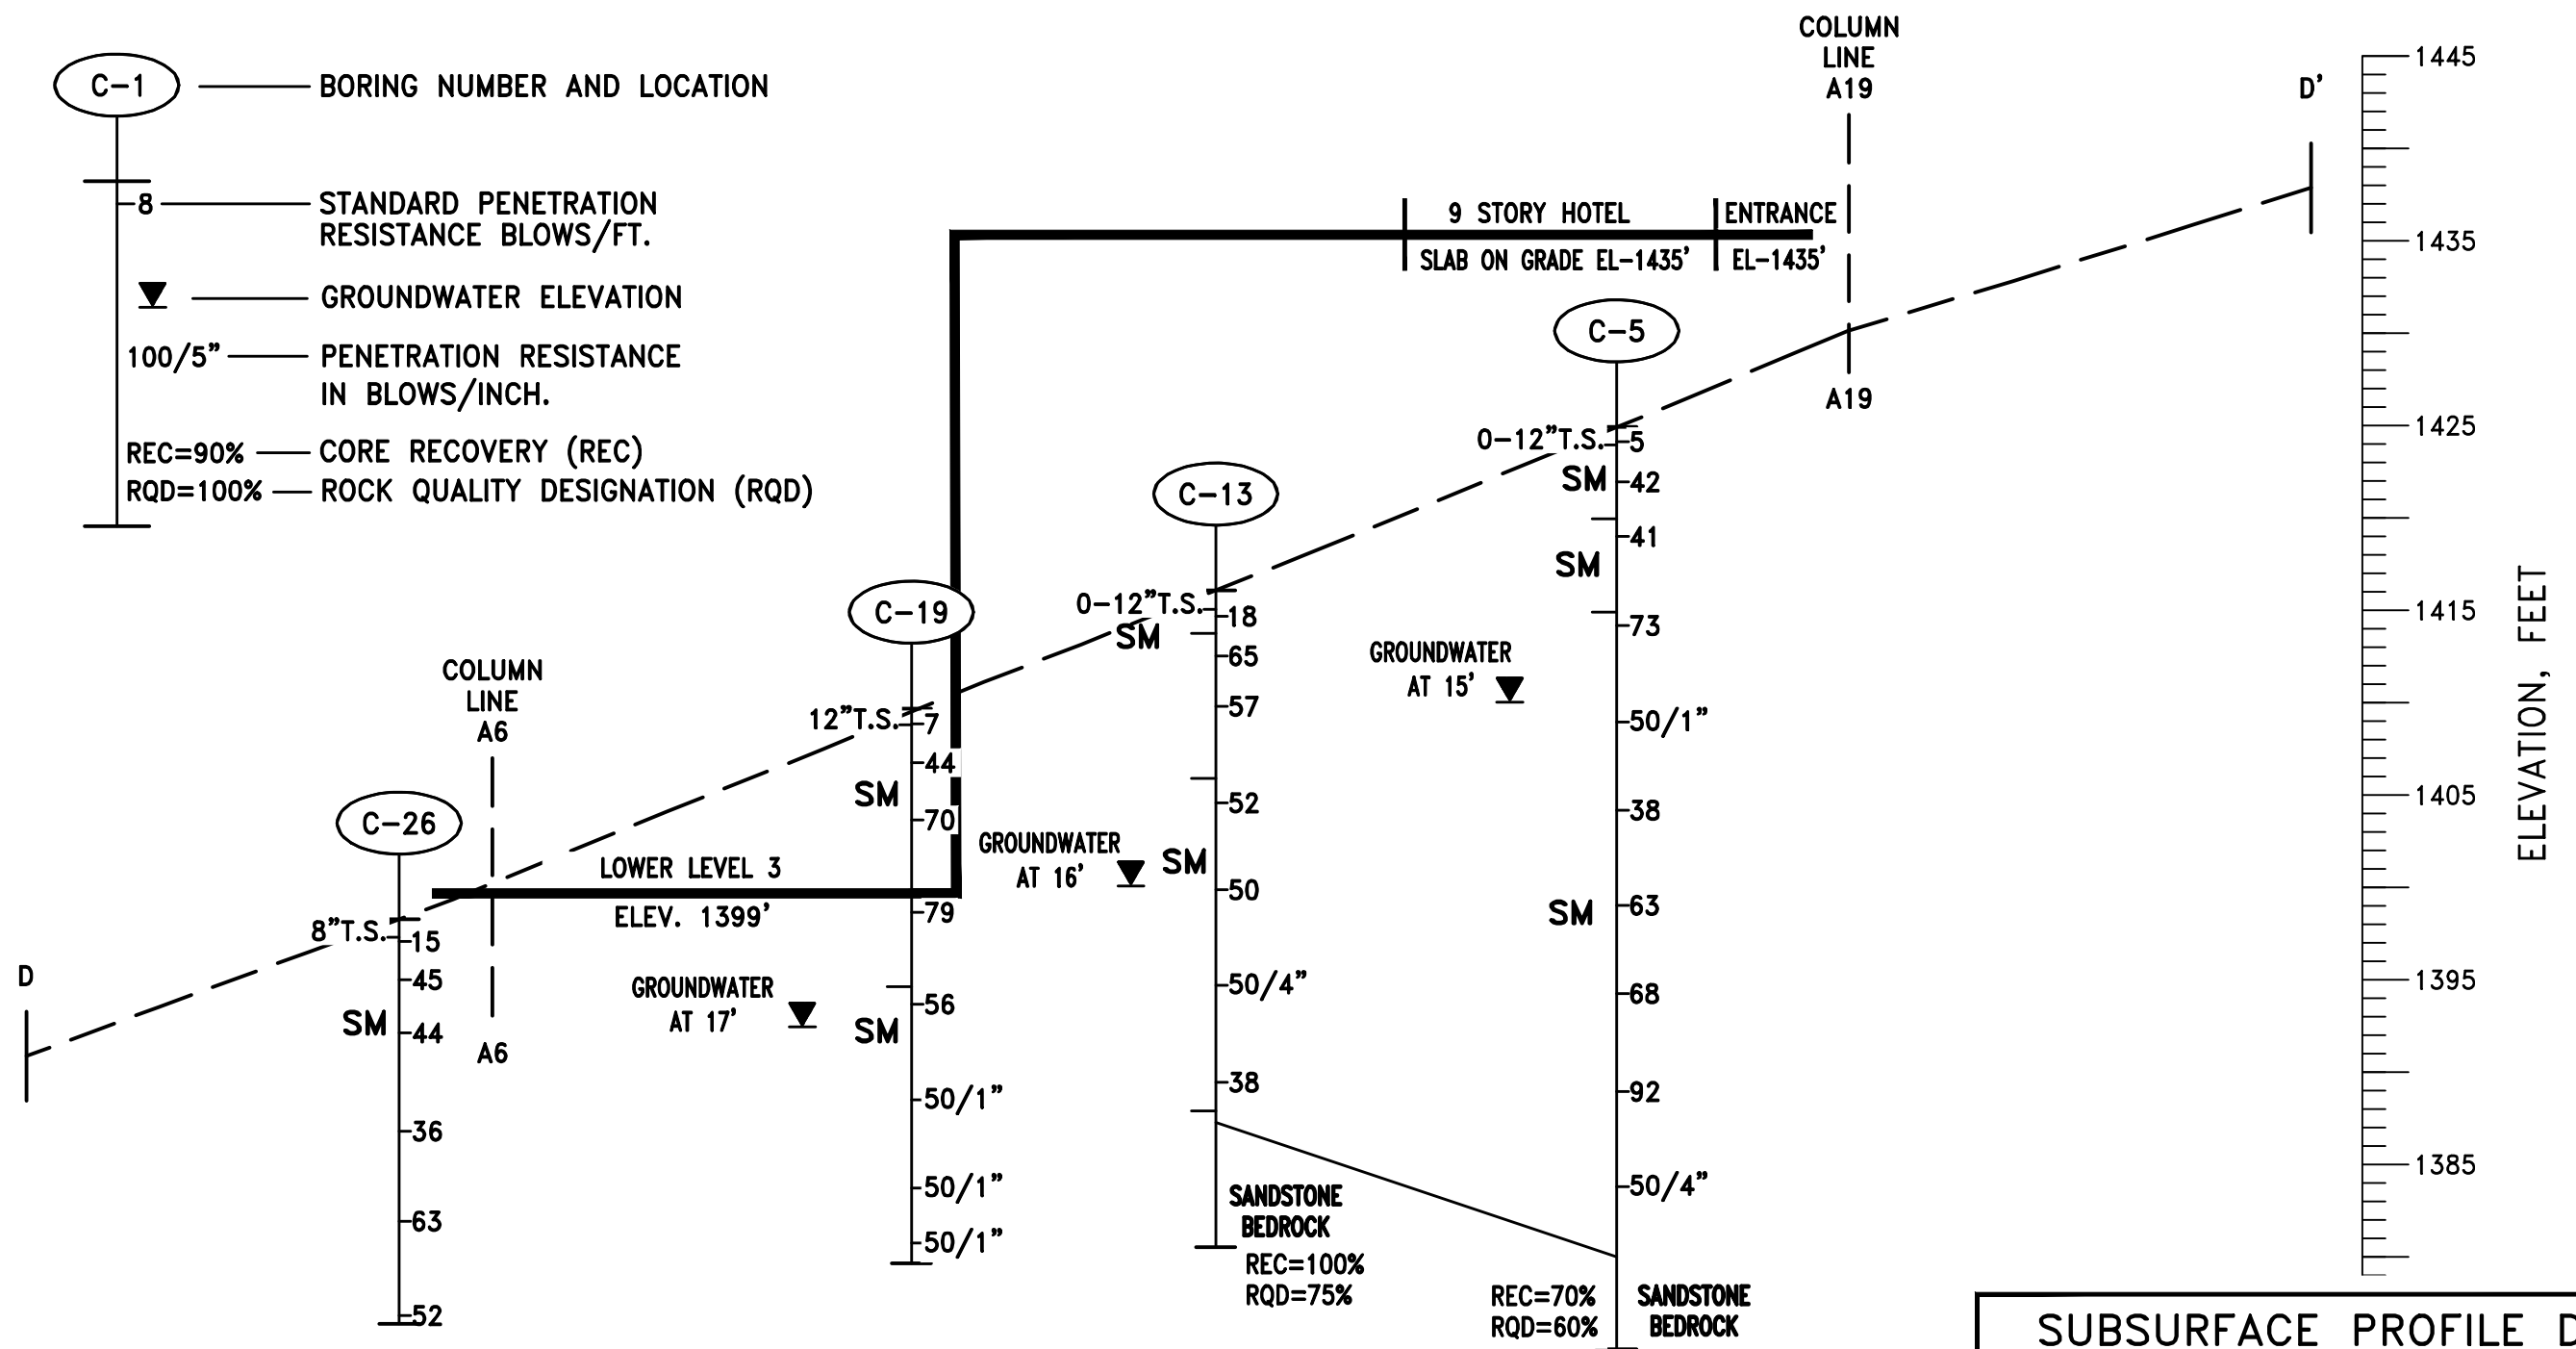 C-1
BORING NUMBER AND LOCATION
8
STANDARD PENETRATION
RESISTANCE BLOWS/FT.
GROUNDWATER ELEVATION
100/5"
PENETRATION RESISTANCE
IN BLOWS/INCH.
REC=90%
CORE RECOVERY (REC)
RQD=100%
ROCK QUALITY DESIGNATION (RQD)
D
C-26
8"T.S.
15
45
SM
44
36
63
52
COLUMN
LINE
A6
A6
LOWER LEVEL 3
ELEV. 1399'
GROUNDWATER
AT 17'
C-19
12"T.S.
7
44
SM
70
79
56
SM
50/1"
50/1"
50/1"
GROUNDWATER
AT 16'
C-13
0-12"T.S.
18
SM
65
57
52
SM
50
50/4"
38
SANDSTONE
BEDROCK
REC=100%
RQD=75%
9 STORY HOTEL
SLAB ON GRADE EL-1435'
ENTRANCE
EL-1435'
GROUNDWATER
AT 15'
C-5
0-12"T.S.
5
SM
42
41
SM
73
50/1"
38
63
SM
68
92
50/4"
REC=70%
RQD=60%
SANDSTONE
BEDROCK
COLUMN
LINE
A19
A19
D'
1445
1435
1425
1415
1405
1395
1385
ELEVATION, FEET
SUBSURFACE PROFILE D